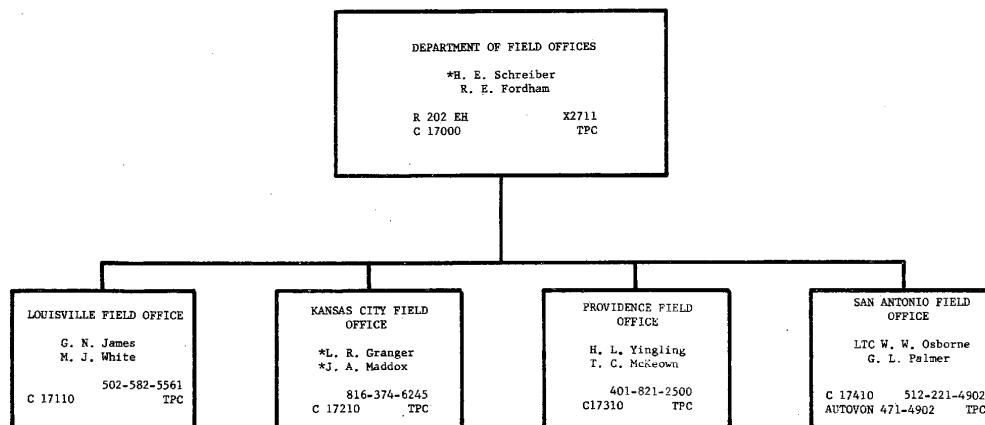 DEPARTMENT OF FIELD OFFICES
*H. E. Schreiber
R. E. Fordham
R 202 EH X2711
C 17000 TPC
LOUISVILLE FIELD OFFICE
G. N. James
M. J. White
502-582-5561
C 17110 TPC
KANSAS CITY FIELD
OFFICE
*L. R. Granger
*J. A. Maddox
816-374-6245
C 17210 TPC
PROVIDENCE FIELD
OFFICE
H. L. Yingling
T. C. McKeown
401-821-2500
C17310 TPC
SAN ANTONIO FIELD
OFFICE
LTC W. W. Osborne
G. L. Palmer
C 17410 512-221-4902
AUTOVON 471-4902 TPC